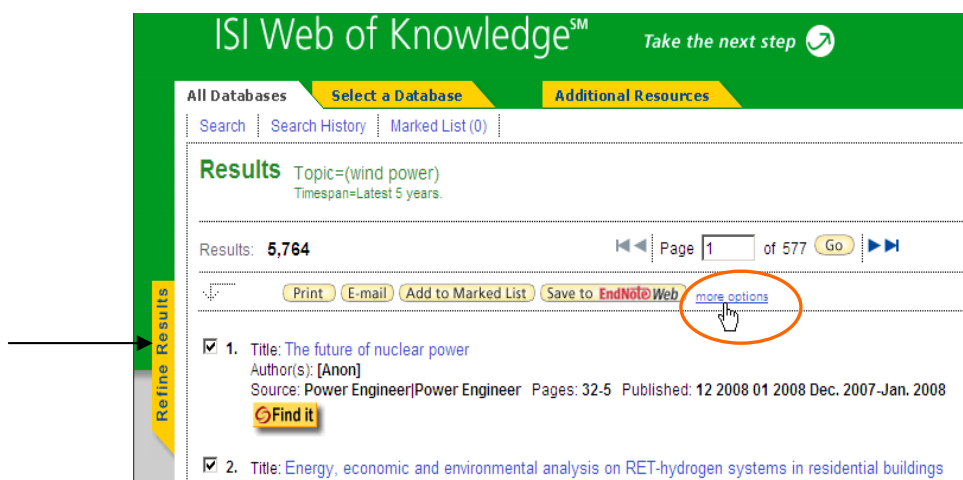 ISI Web of Knowledge℠ Take the next step
All Databases Select a Database Additional Resources
Search Search History Marked List (0)
Results Topic=(wind power)
Timespan=Latest 5 years.
Results: 5,764 Page 1 of 577 Go
Print E-mail Add to Marked List Save to EndNote Web more options
Refine Results
1. Title: The future of nuclear power
Author(s): [Anon]
Source: Power Engineer|Power Engineer Pages: 32-5 Published: 12 2008 01 2008 Dec. 2007-Jan. 2008
Find it
2. Title: Energy, economic and environmental analysis on RET-hydrogen systems in residential buildings